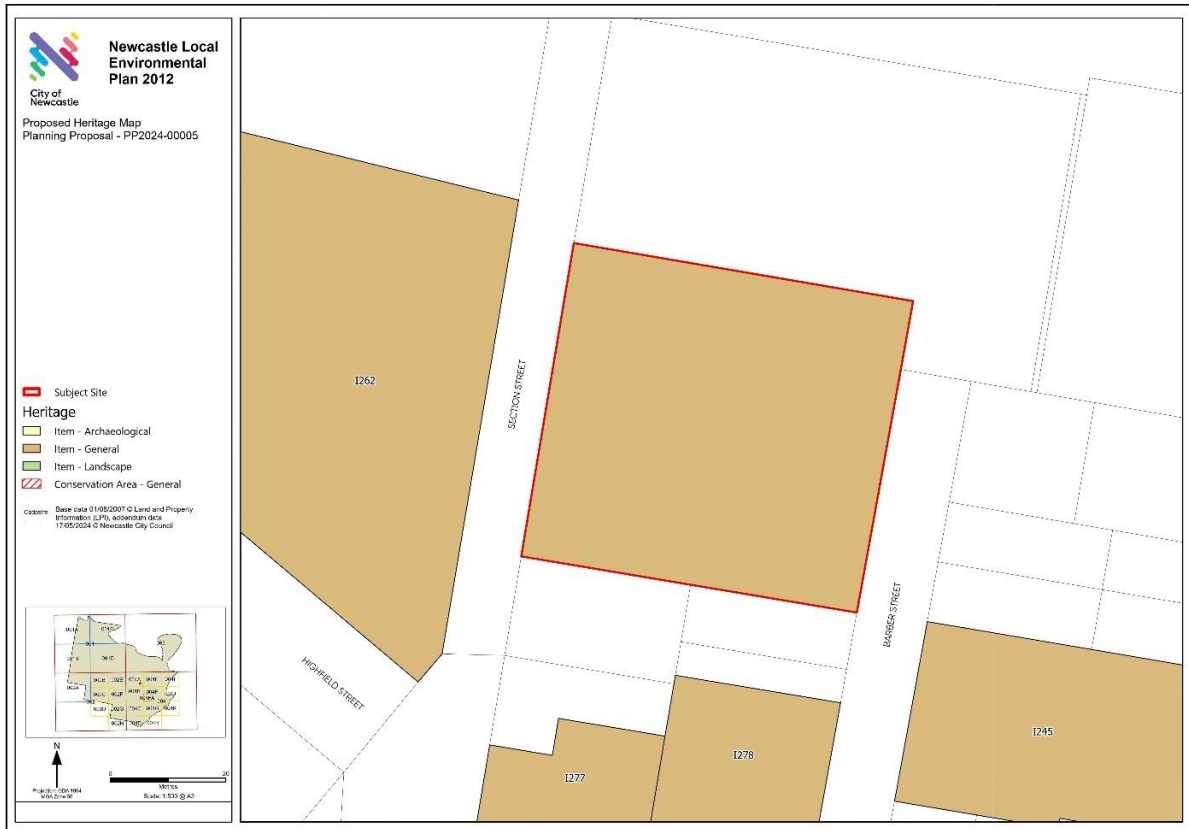 City of
Newcastle
Newcastle Local
Environmental
Plan 2012
Proposed Heritage Map
Planning Proposal - PP2024-00005
Subject Site
Heritage
Item - Archaeological
Item - General
Item - Landscape
Conservation Area - General
Cadastre
Base data 01/08/2007 © Land and Property
Information (LPI), addendum data
17/05/2024 © Newcastle City Council
N
0 20
Metres
Scale: 1:500 @ A3
I262
SECTION STREET
HIGHFIELD STREET
BARBER STREET
I277
I278
I245